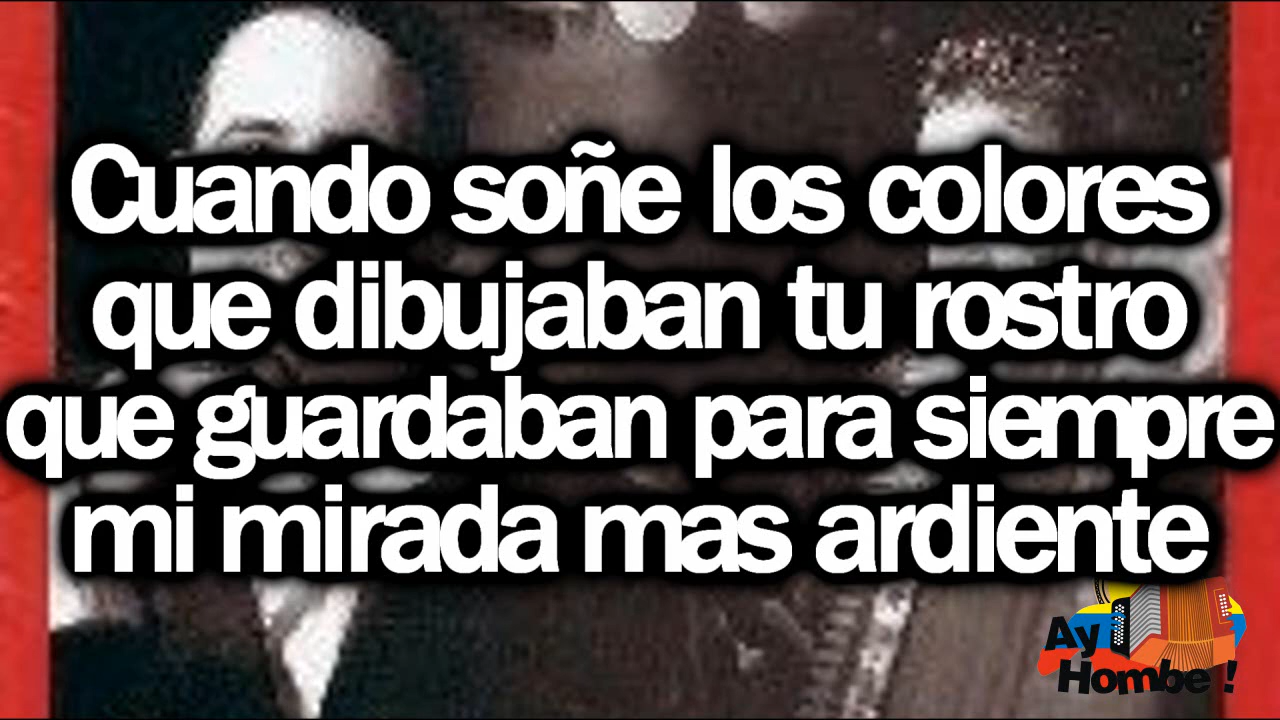 Cuando soñe los colores
que dibujaban tu rostro
que guardaban para siempre
mi mirada mas ardiente
Ay
Hombe !